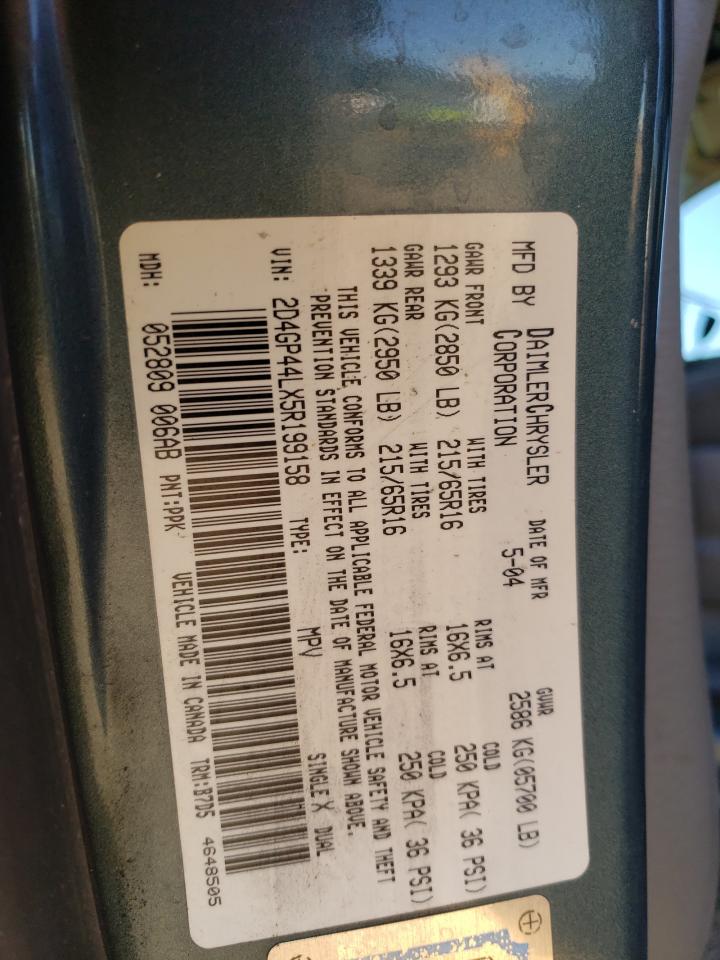 MFD BY DAIMLERCHRYSLER CORPORATION DATE OF MFR 5-04 GVWR 2586 KG(05700 LB)
GAWR FRONT WITH TIRES RIMS AT COLD
1293 KG(2850 LB) 215/65R16 16X6.5 250 KPA( 36 PSI)
GAWR REAR WITH TIRES RIMS AT COLD
1339 KG(2950 LB) 215/65R16 16X6.5 250 KPA( 36 PSI)
THIS VEHICLE CONFORMS TO ALL APPLICABLE FEDERAL MOTOR VEHICLE SAFETY AND THEFT
PREVENTION STANDARDS IN EFFECT ON THE DATE OF MANUFACTURE SHOWN ABOVE.
VIN: 2D4GP44LX5R199158 TYPE: MPV SINGLE X DUAL
MDH: 052809 006AB PNT:PPK VEHICLE MADE IN CANADA TRM:B7D5 4648505